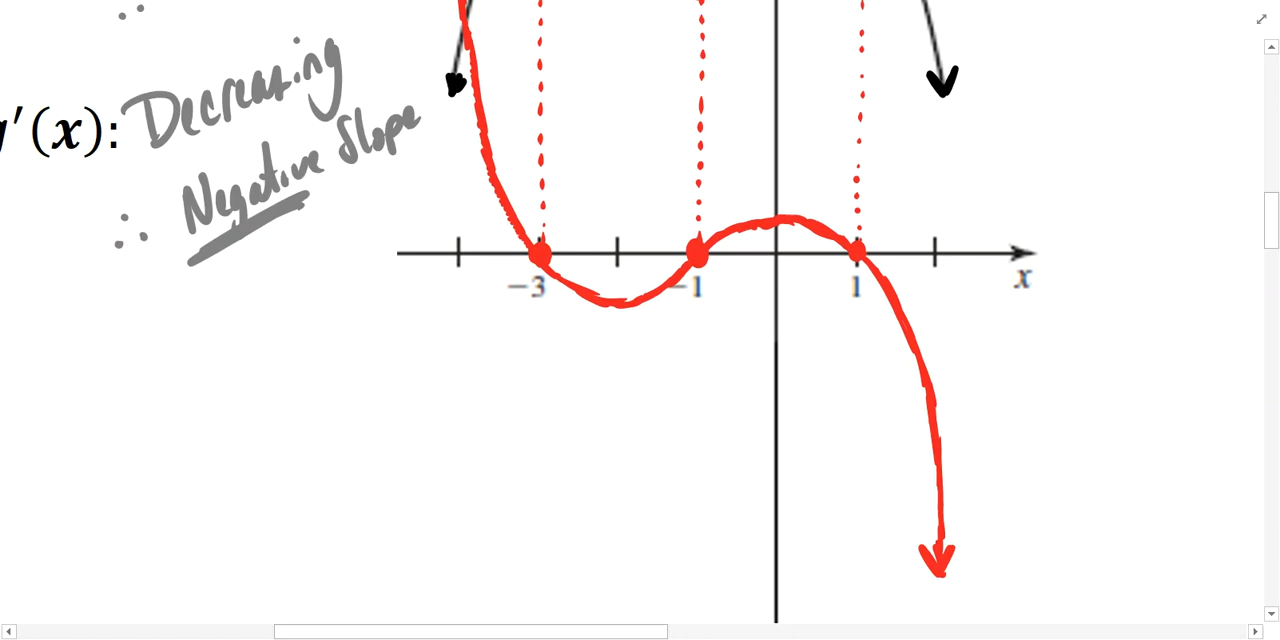 ∴
g′(x): Decreasing
∴ Negative Slope
−3 −1 1 x